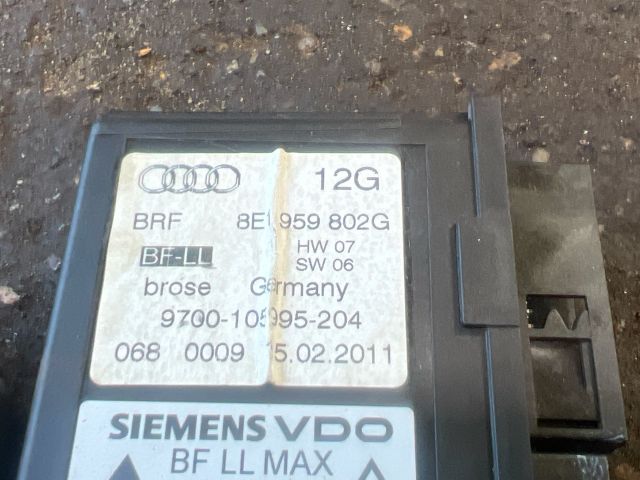 12G
BRF 8E1 959 802G
BF-LL HW 07
SW 06
brose Germany
9700-105995-204
068 0009 15.02.2011
SIEMENS VDO
BF LL MAX